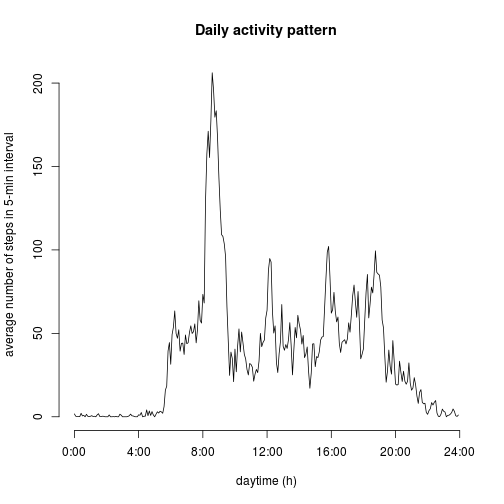 Daily activity pattern
average number of steps in 5-min interval
200
150
100
50
0
0:00 4:00 8:00 12:00 16:00 20:00 24:00
daytime (h)